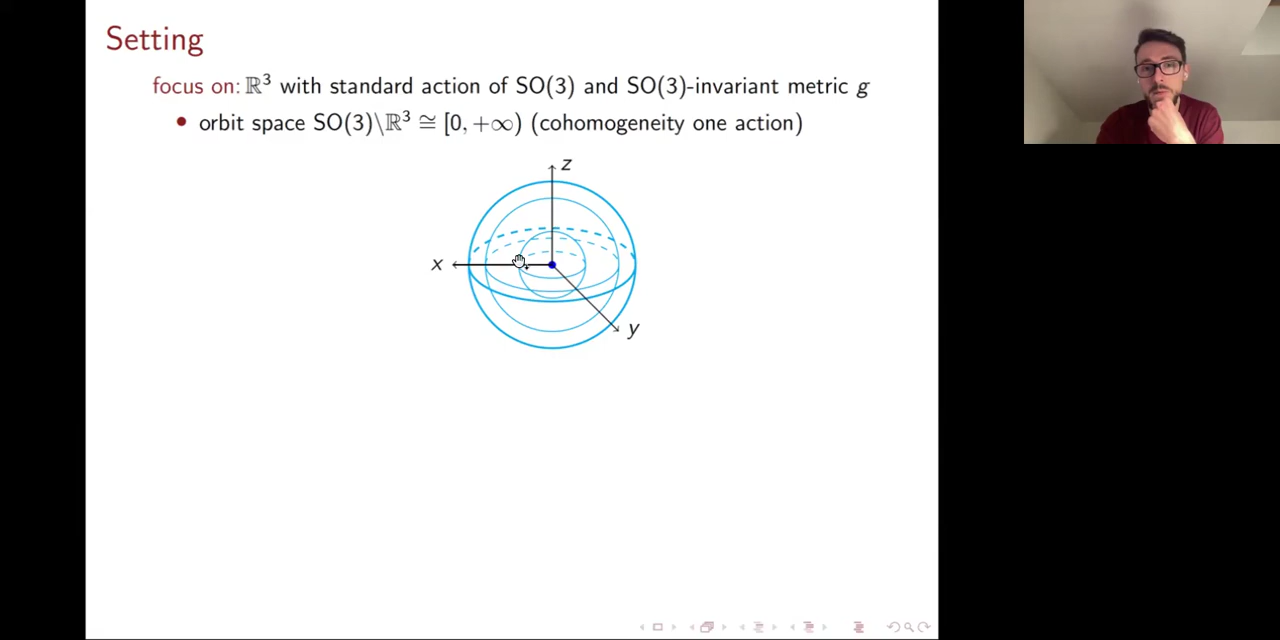 Setting
focus on: ℝ³ with standard action of SO(3) and SO(3)-invariant metric g
• orbit space SO(3)\ℝ³ ≅ [0, +∞) (cohomogeneity one action)
z
x
y